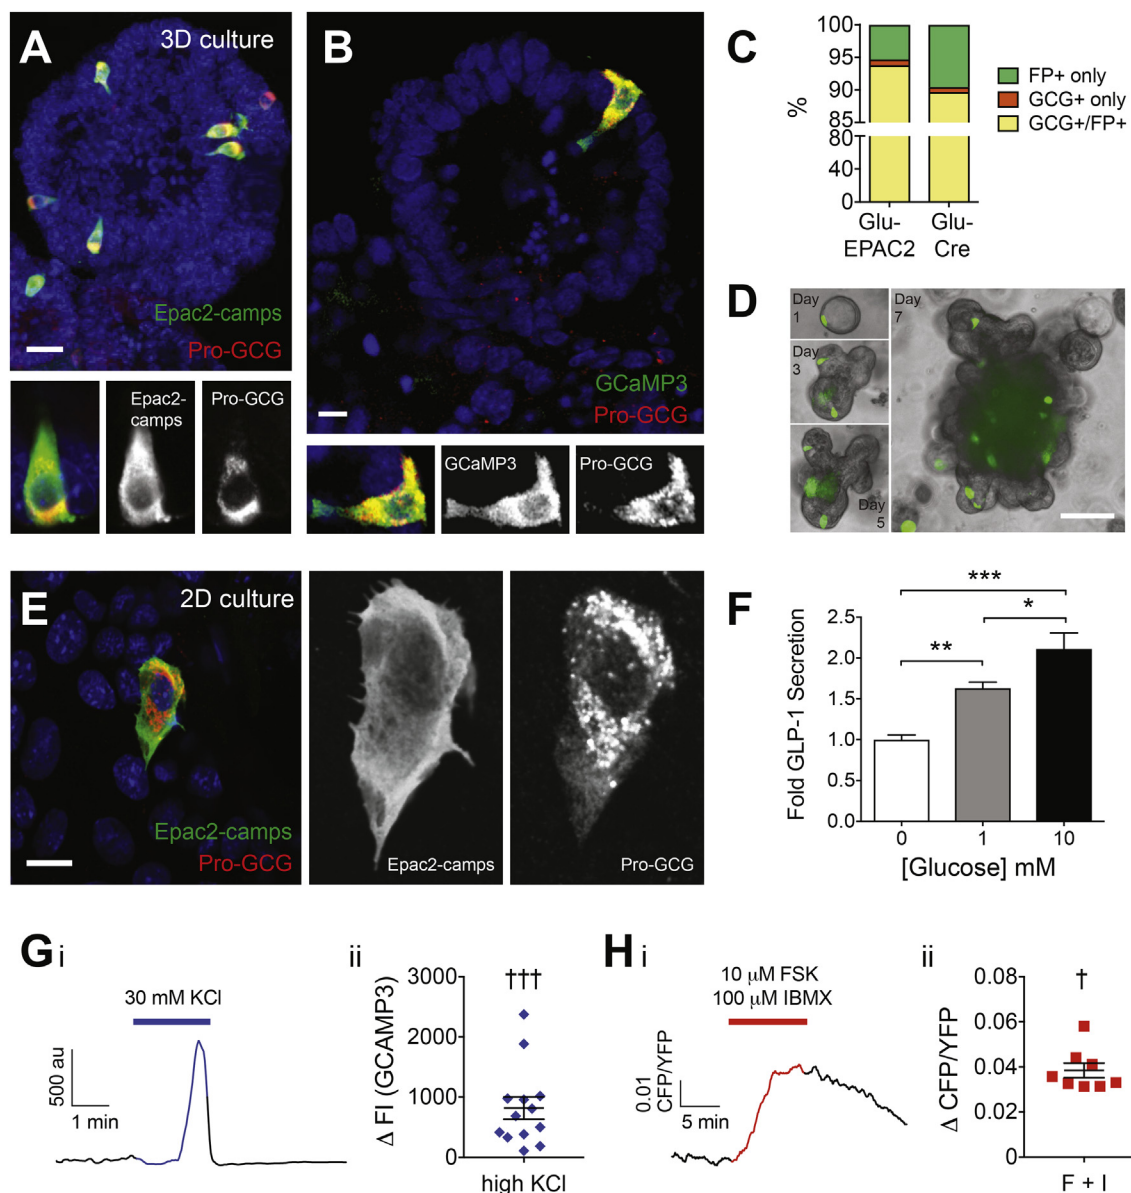 A
3D culture
Epac2-camps
Pro-GCG
Epac2-
camps
Pro-GCG
B
GCaMP3
Pro-GCG
GCaMP3
Pro-GCG
C
100
95
90
85
80
40
0
%
Glu-
EPAC2
Glu-
Cre
FP+ only
GCG+ only
GCG+/FP+
D
Day
1
Day
3
Day
5
Day
7
E
2D culture
Epac2-camps
Pro-GCG
Epac2-camps
Pro-GCG
F
Fold GLP-1 Secretion
2.5
2.0
1.5
1.0
0.5
0.0
***
*
**
0
1
10
[Glucose] mM
G
i
30 mM KCl
500 au
1 min
ii
Δ FI (GCAMP3)
3000
2000
1000
0
†††
high KCl
H
i
10 µM FSK
100 µM IBMX
0.01
CFP/YFP
5 min
ii
Δ CFP/YFP
0.08
0.06
0.04
0.02
0
†
F + I